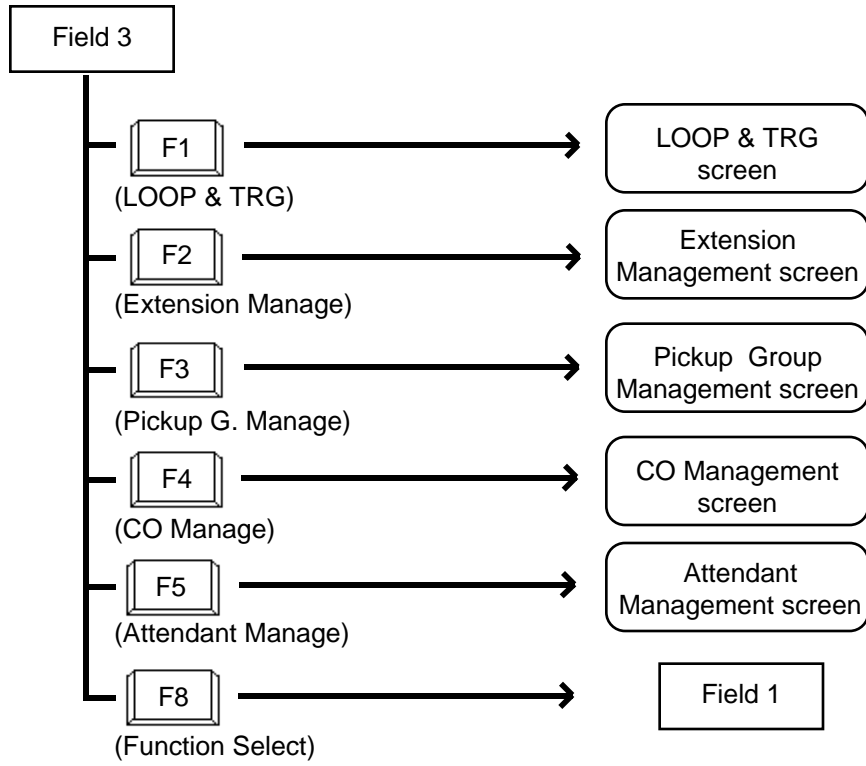 Field 3
F1
(LOOP & TRG)
LOOP & TRG
screen
F2
(Extension Manage)
Extension
Management screen
F3
(Pickup G. Manage)
Pickup Group
Management screen
F4
(CO Manage)
CO Management
screen
F5
(Attendant Manage)
Attendant
Management screen
F8
(Function Select)
Field 1